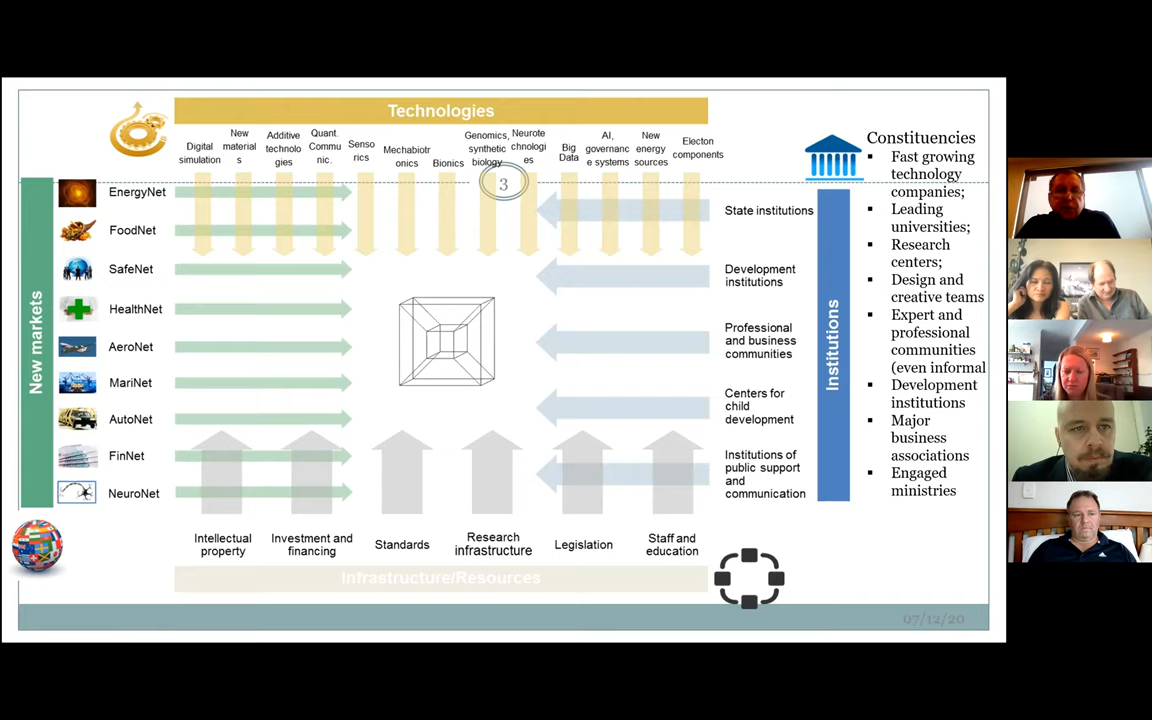 Technologies
Digital
simulation
New
material
s
Additive
technolo
gies
Quant.
Commu
nic.
Senso
rics
Mechabiotr
onics
Bionics
Genomics,
synthetic
biology
Neurote
chnologi
es
Big
Data
AI,
governanc
e systems
New
energy
sources
Electon
components
3
New markets
EnergyNet
FoodNet
SafeNet
HealthNet
AeroNet
MariNet
AutoNet
FinNet
NeuroNet
State institutions
Development
institutions
Professional
and business
communities
Centers for
child
development
Institutions of
public support
and
communication
Institutions
Constituencies
▪ Fast growing
technology
companies;
▪ Leading
universities;
▪ Research
centers;
▪ Design and
creative teams
▪ Expert and
professional
communities
(even informal
▪ Development
institutions
▪ Major
business
associations
▪ Engaged
ministries
Intellectual
property
Investment and
financing
Standards
Research
infrastructure
Legislation
Staff and
education
Infrastructure/Resources
07/12/20